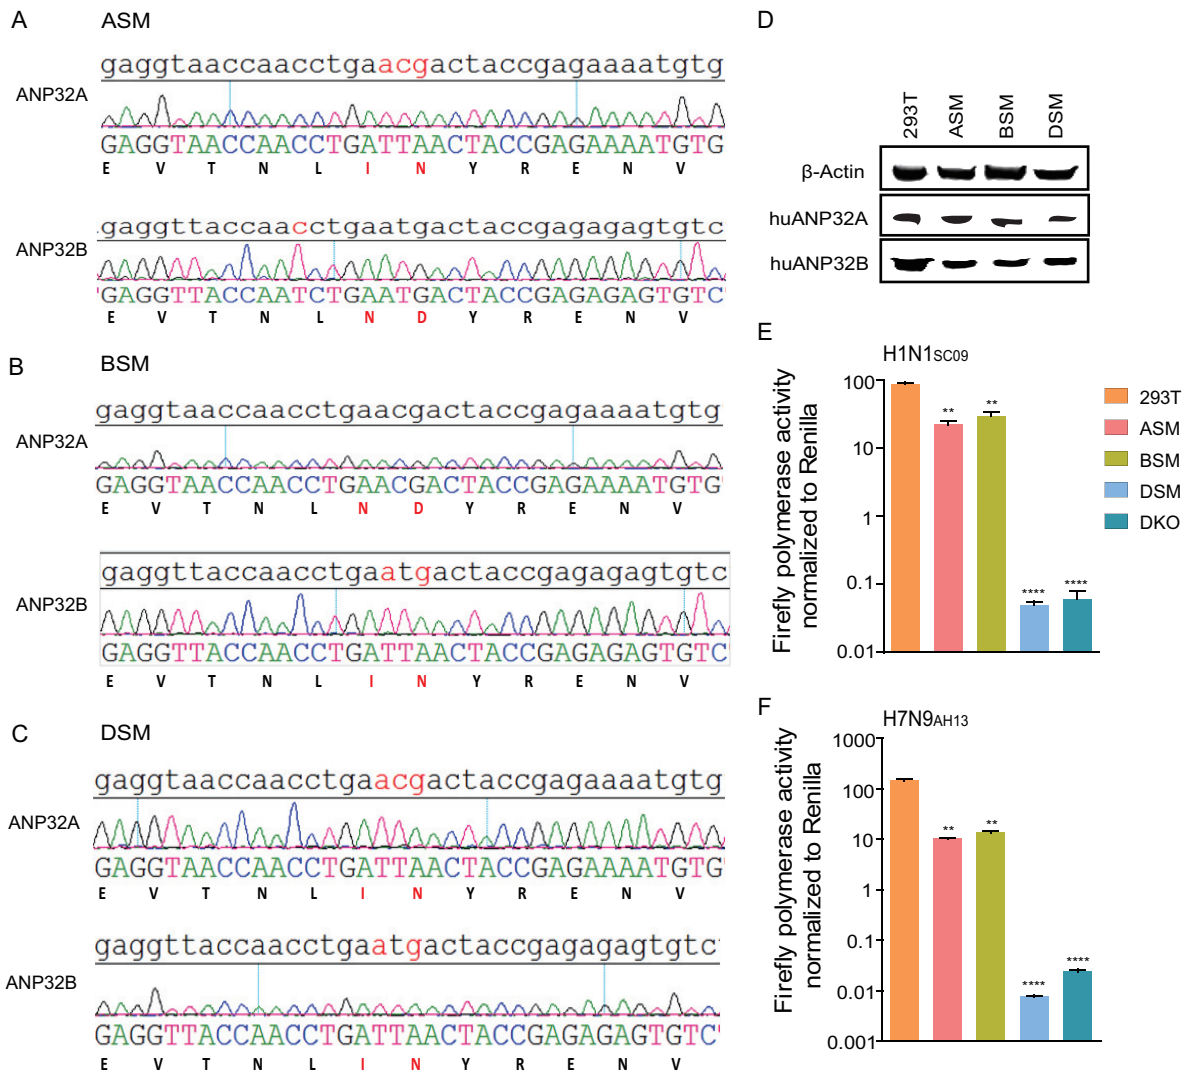 A ASM
gaggtaaccaacctgaacgactaccgagaaaatgtg
ANP32A
GAGGTAACCAACCTGATTAACTACCGAGAAAATGTG
E V T N L I N Y R E N V
gaggttaccaacctgaatgactaccgagagagtgtc
ANP32B
GAGGTTACCAATCTGAATGACTACCGAGAGAGTGTC
E V T N L N D Y R E N V
B BSM
gaggtaaccaacctgaacgactaccgagaaaatgtg
ANP32A
GAGGTAACCAACCTGAACGACTACCGAGAAAATGTG
E V T N L N D Y R E N V
gaggttaccaacctgaatgactaccgagagagtgtc
ANP32B
GAGGTTACCAACCTGATTAACTACCGAGAGAGTGTC
E V T N L I N Y R E N V
C DSM
gaggtaaccaacctgaacgactaccgagaaaatgtg
ANP32A
GAGGTAACCAACCTGATTAACTACCGAGAAAATGTG
E V T N L I N Y R E N V
gaggttaccaacctgaatgactaccgagagagtgtc
ANP32B
GAGGTTACCAACCTGATTAACTACCGAGAGAGTGTC
E V T N L I N Y R E N V
D
293T ASM BSM DSM
β-Actin
huANP32A
huANP32B
E
H1N1SC09
Firefly polymerase activity
normalized to Renilla
100
10
1
0.1
0.01
** ** **** ****
293T
ASM
BSM
DSM
DKO
F
H7N9AH13
Firefly polymerase activity
normalized to Renilla
1000
100
10
1
0.1
0.01
0.001
** ** **** ****